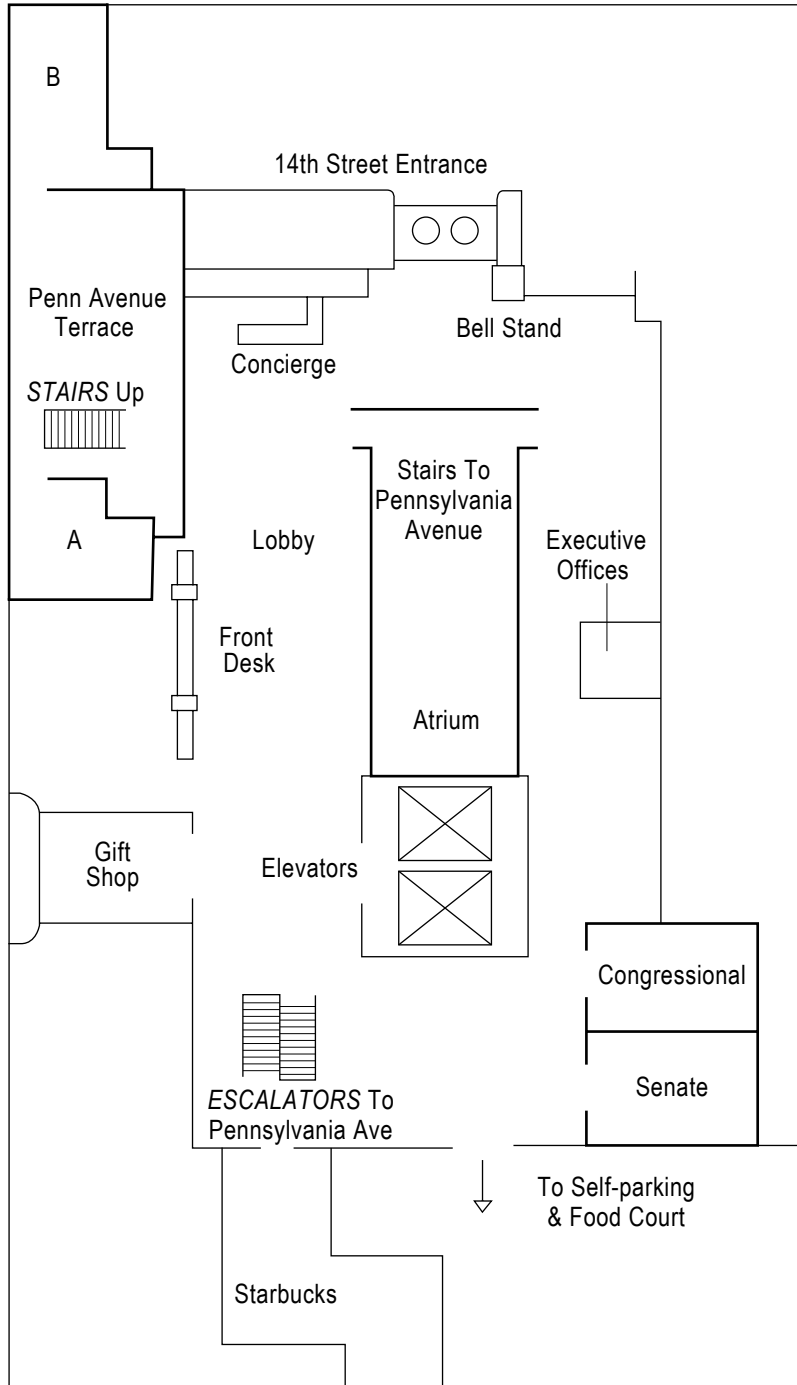 B
14th Street Entrance
Penn Avenue
Terrace
Bell Stand
Concierge
STAIRS Up
Stairs To
Pennsylvania
Avenue
A
Lobby
Executive
Offices
Front
Desk
Atrium
Gift
Shop
Elevators
Congressional
Senate
ESCALATORS To
Pennsylvania Ave
To Self-parking
& Food Court
Starbucks